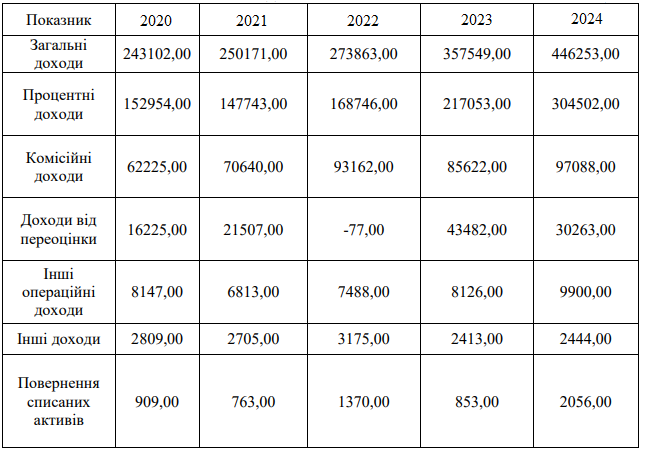 Показник 2020 2021 2022 2023 2024
Загальні
доходи 243102,00 250171,00 273863,00 357549,00 446253,00
Процентні
доходи 152954,00 147743,00 168746,00 217053,00 304502,00
Комісійні
доходи 62225,00 70640,00 93162,00 85622,00 97088,00
Доходи від
переоцінки 16225,00 21507,00 -77,00 43482,00 30263,00
Інші
операційні
доходи 8147,00 6813,00 7488,00 8126,00 9900,00
Інші доходи 2809,00 2705,00 3175,00 2413,00 2444,00
Повернення
списаних
активів 909,00 763,00 1370,00 853,00 2056,00